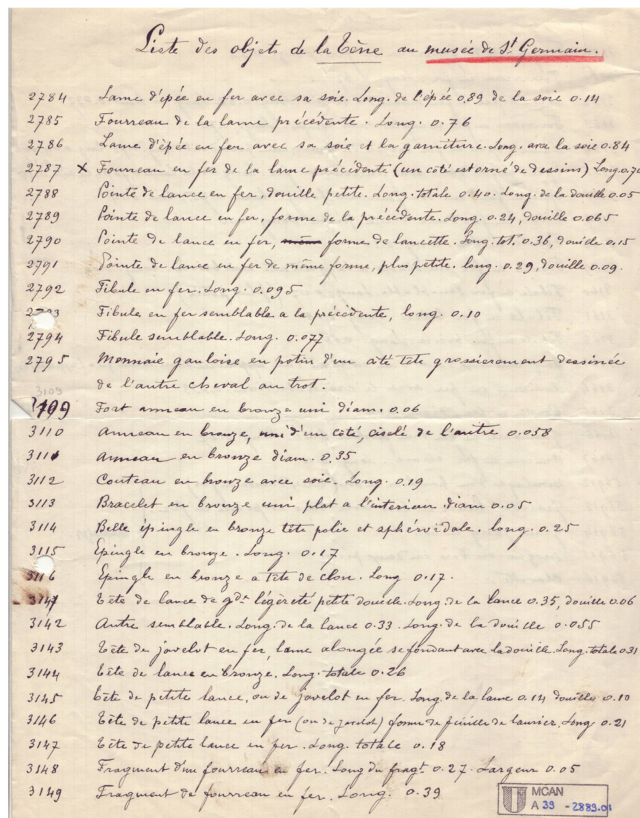 Liste des objets de la Tène au musée de St Germain.
2784 Lame d'épée en fer avec sa soie. Long. de l'épée 0,89 de la soie 0.14
2785 Fourreau de la lame précédente. Long. 0.76
2786 Lame d'épée en fer avec sa soie et la garniture. Long. avec la soie 0.84
2787 x Fourreau en fer de la lame précédente (un côté est orné de dessins) Long. 0.70
2788 Pointe de lance en fer, douille petite. Long. totale 0.40. Long. de la douille 0.05
2789 Pointe de lance en fer, forme de la précédente. Long. 0.24, douille 0.065
2790 Pointe de lance en fer, même forme de lancette. Long. tot. 0.36, douille 0.15
2791 Pointe de lance en fer de même forme, plus petite. long. 0.29, douille 0.09.
2792 Fibule en fer. Long. 0.095
2793 Fibule en fer semblable a la précédente, long. 0.10
2794 Fibule semblable. Long. 0.077
2795 Monnaie gauloise en potin d'un côté tete grossierement dessinée
de l'autre cheval au trot.
3109
3109 Fort anneau en bronze uni diam. 0.06
3110 Anneau en bronze, uni d'un côté, ciselé de l'autre 0.058
3111 Anneau en bronze diam. 0.35
3112 Couteau en bronze avec soie. Long. 0.19
3113 Bracelet en bronze uni plat a l'interieur diam 0.05
3114 Belle épingle en bronze tête polie et sphéroïdale. long. 0.25
3115 Epingle en bronze. Long. 0.17
3116 Epingle en bronze a tête de clou. Long 0.17.
3141 Tête de lance de gde légèreté petite douille. Long. de la lance 0.35, douille 0.06
3142 Autre semblable. Long. de la lance 0.33. Long. de la douille 0.055
3143 Tête de javelot en fer, lame alongée se fondant avec la douille. Long. totale 0.31
3144 Tête de lance en bronze. Long. totale 0.26
3145 Tête de petite lance, ou de javelot en fer. Long. de la lame 0.14 douille 0.10
3146 Tête de petite lance en fer (ou de javelot) forme de feuille de laurier. Long 0.21
3147 Tête de petite lance en fer. Long. totale 0.18
3148 Fragment d'un fourreau en fer. Long du fragt. 0.27. Largeur 0.05
3149 Fragment de fourreau en fer. Long. 0.39
MCAN
A 39 -2889.01